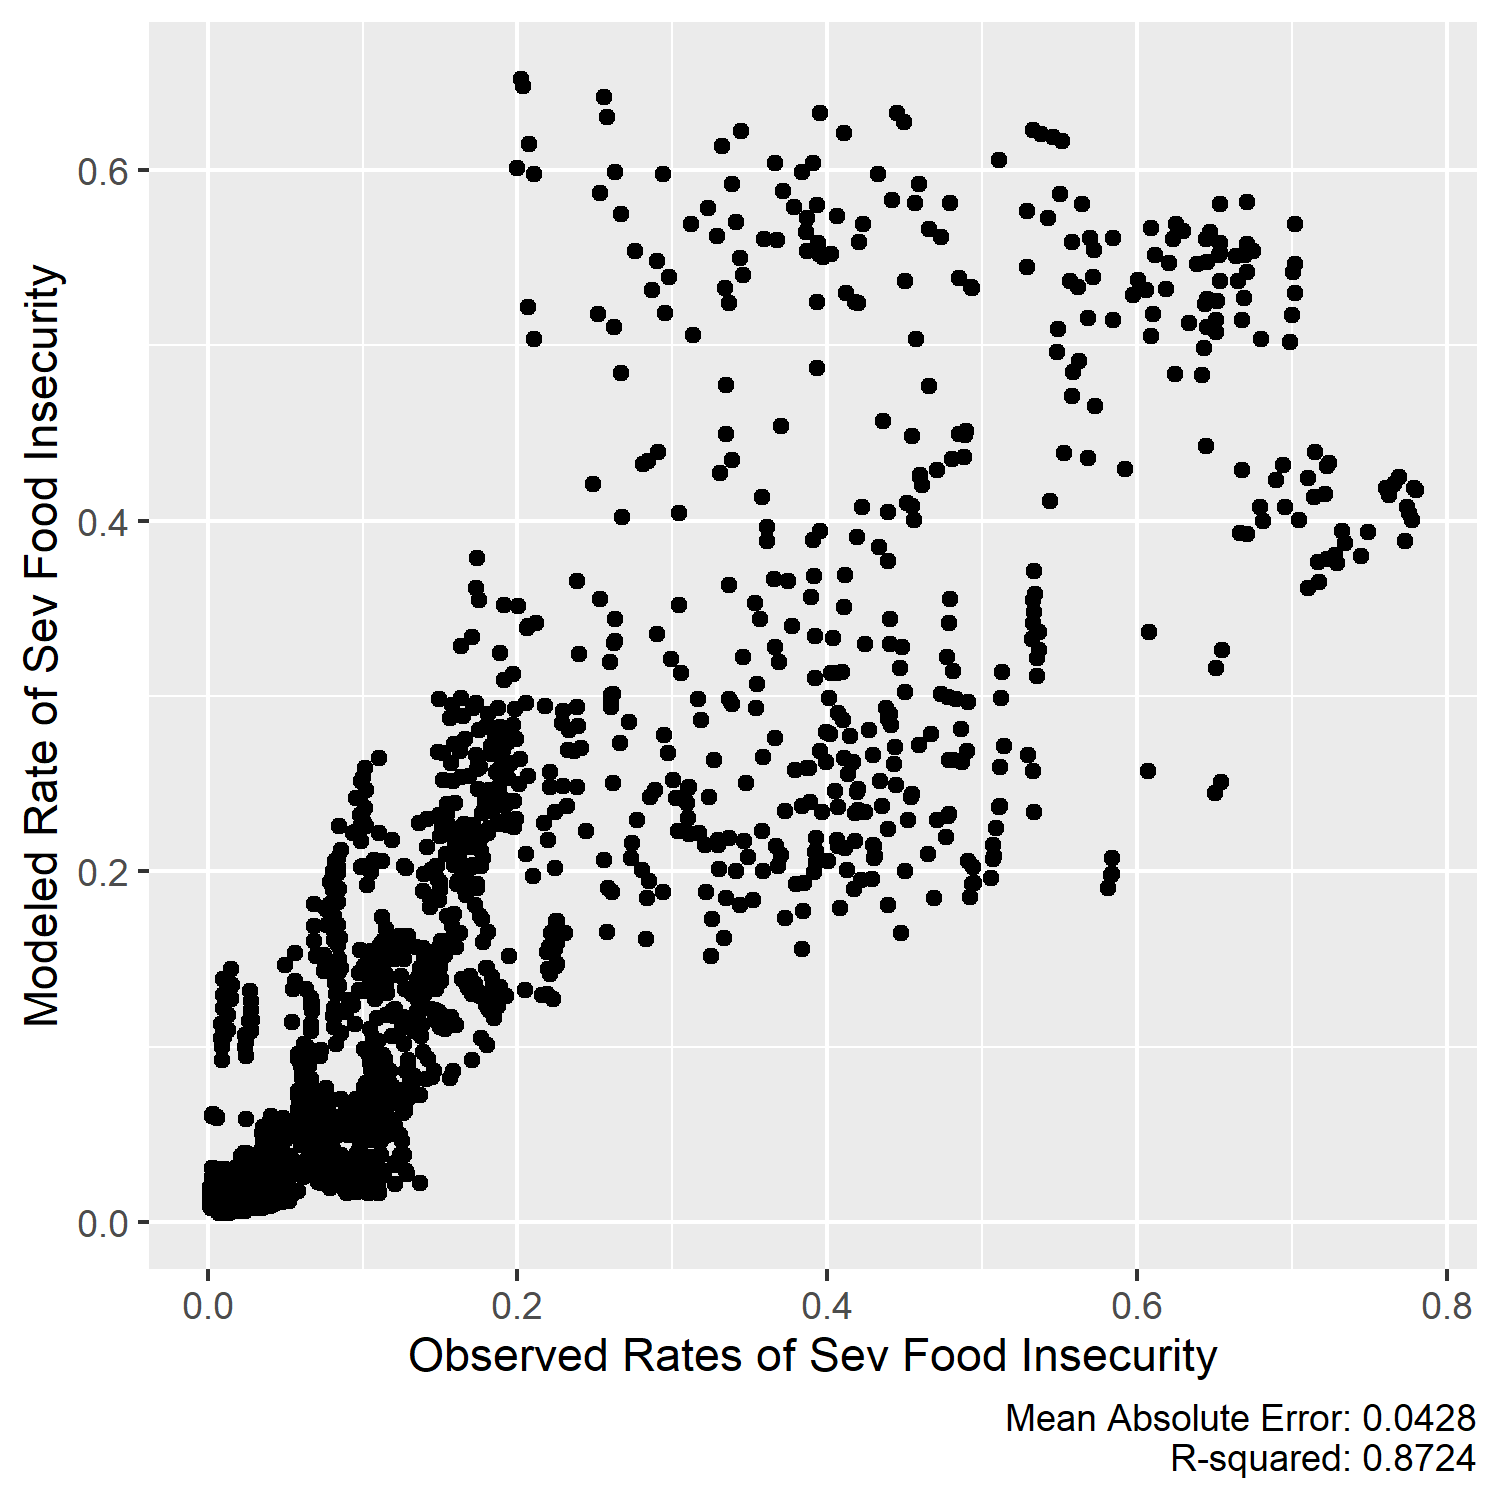 0.6
0.4
0.2
0.0
Modeled Rate of Sev Food Insecurity
0.0 0.2 0.4 0.6 0.8
Observed Rates of Sev Food Insecurity
Mean Absolute Error: 0.0428
R-squared: 0.8724